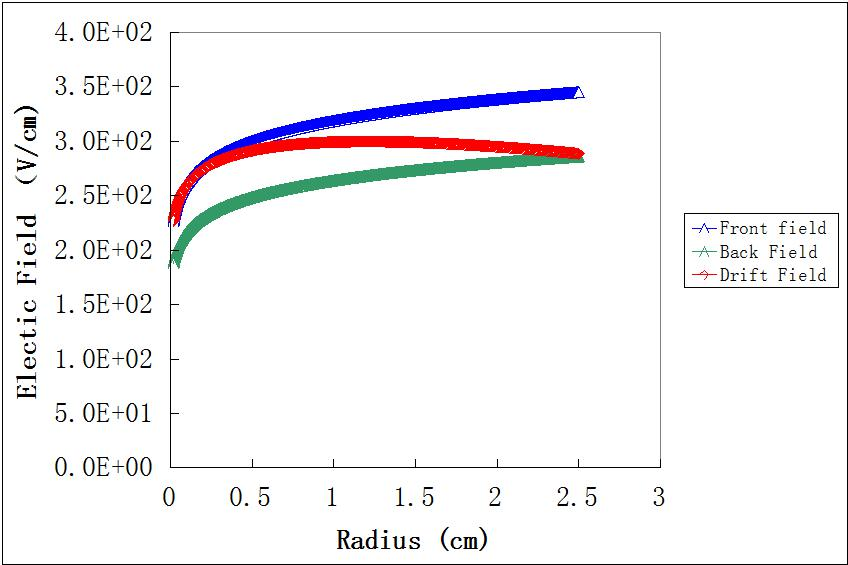 4.0E+02
3.5E+02
3.0E+02
2.5E+02
2.0E+02
1.5E+02
1.0E+02
5.0E+01
0.0E+00
Electic Field (V/cm)
0 0.5 1 1.5 2 2.5 3
Radius (cm)
Front field
Back Field
Drift Field